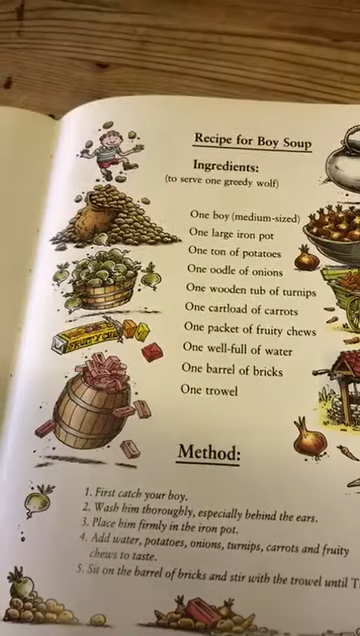 Recipe for Boy Soup
Ingredients:
(to serve one greedy wolf)
One boy (medium-sized)
One large iron pot
One ton of potatoes
One oodle of onions
One wooden tub of turnips
One cartload of carrots
One packet of fruity chews
One well-full of water
One barrel of bricks
One trowel
FRUITY CHE
Method:
1. First catch your boy.
2. Wash him thoroughly, especially behind the ears.
3. Place him firmly in the iron pot.
4. Add water, potatoes, onions, turnips, carrots and fruity
chews to taste.
5. Sit on the barrel of bricks and stir with the trowel until T